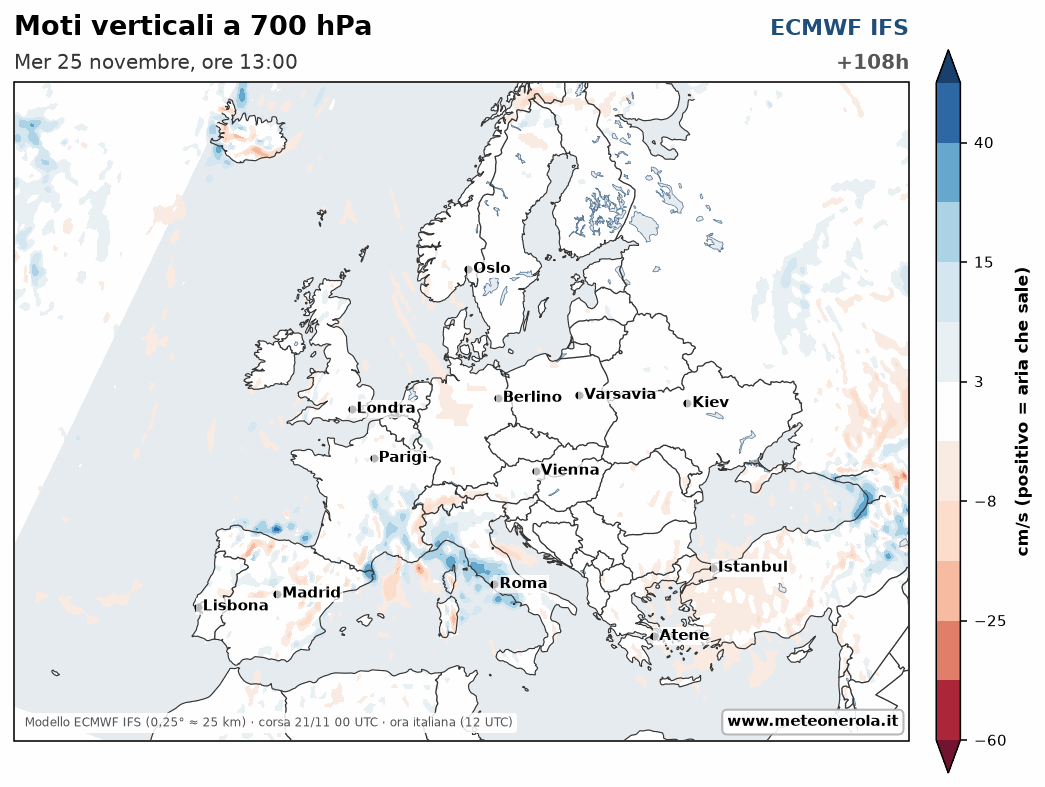 Moti verticali a 700 hPa
ECMWF IFS
Mer 25 novembre, ore 13:00
+108h
40
15
3
−8
−25
−60
cm/s (positivo = aria che sale)
Oslo
Berlino
Varsavia
Kiev
Londra
Parigi
Vienna
Istanbul
Roma
Madrid
Lisbona
Atene
Modello ECMWF IFS (0,25° ≈ 25 km) · corsa 21/11 00 UTC · ora italiana (12 UTC)
www.meteonerola.it